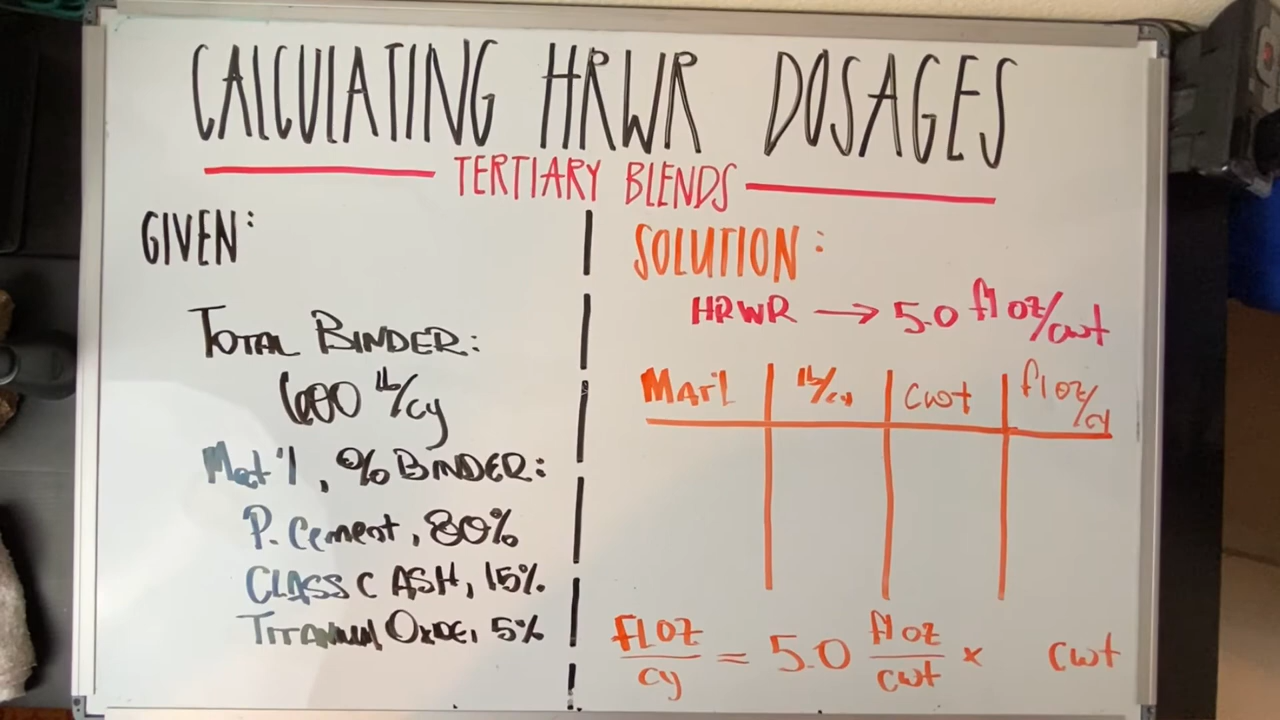 CALCULATING HRWR DOSAGES
TERTIARY BLENDS
GIVEN:
TOTAL BINDER:
600 lb/cy
Mat'l, % BINDER:
P. Cement, 80%
CLASS C ASH, 15%
TITANIUM OXIDE, 5%
SOLUTION:
HRWR → 5.0 fl oz/cwt
MAT'L lb/cy cwt fl oz/cy
FL OZ/cy = 5.0 fl oz/cwt × cwt